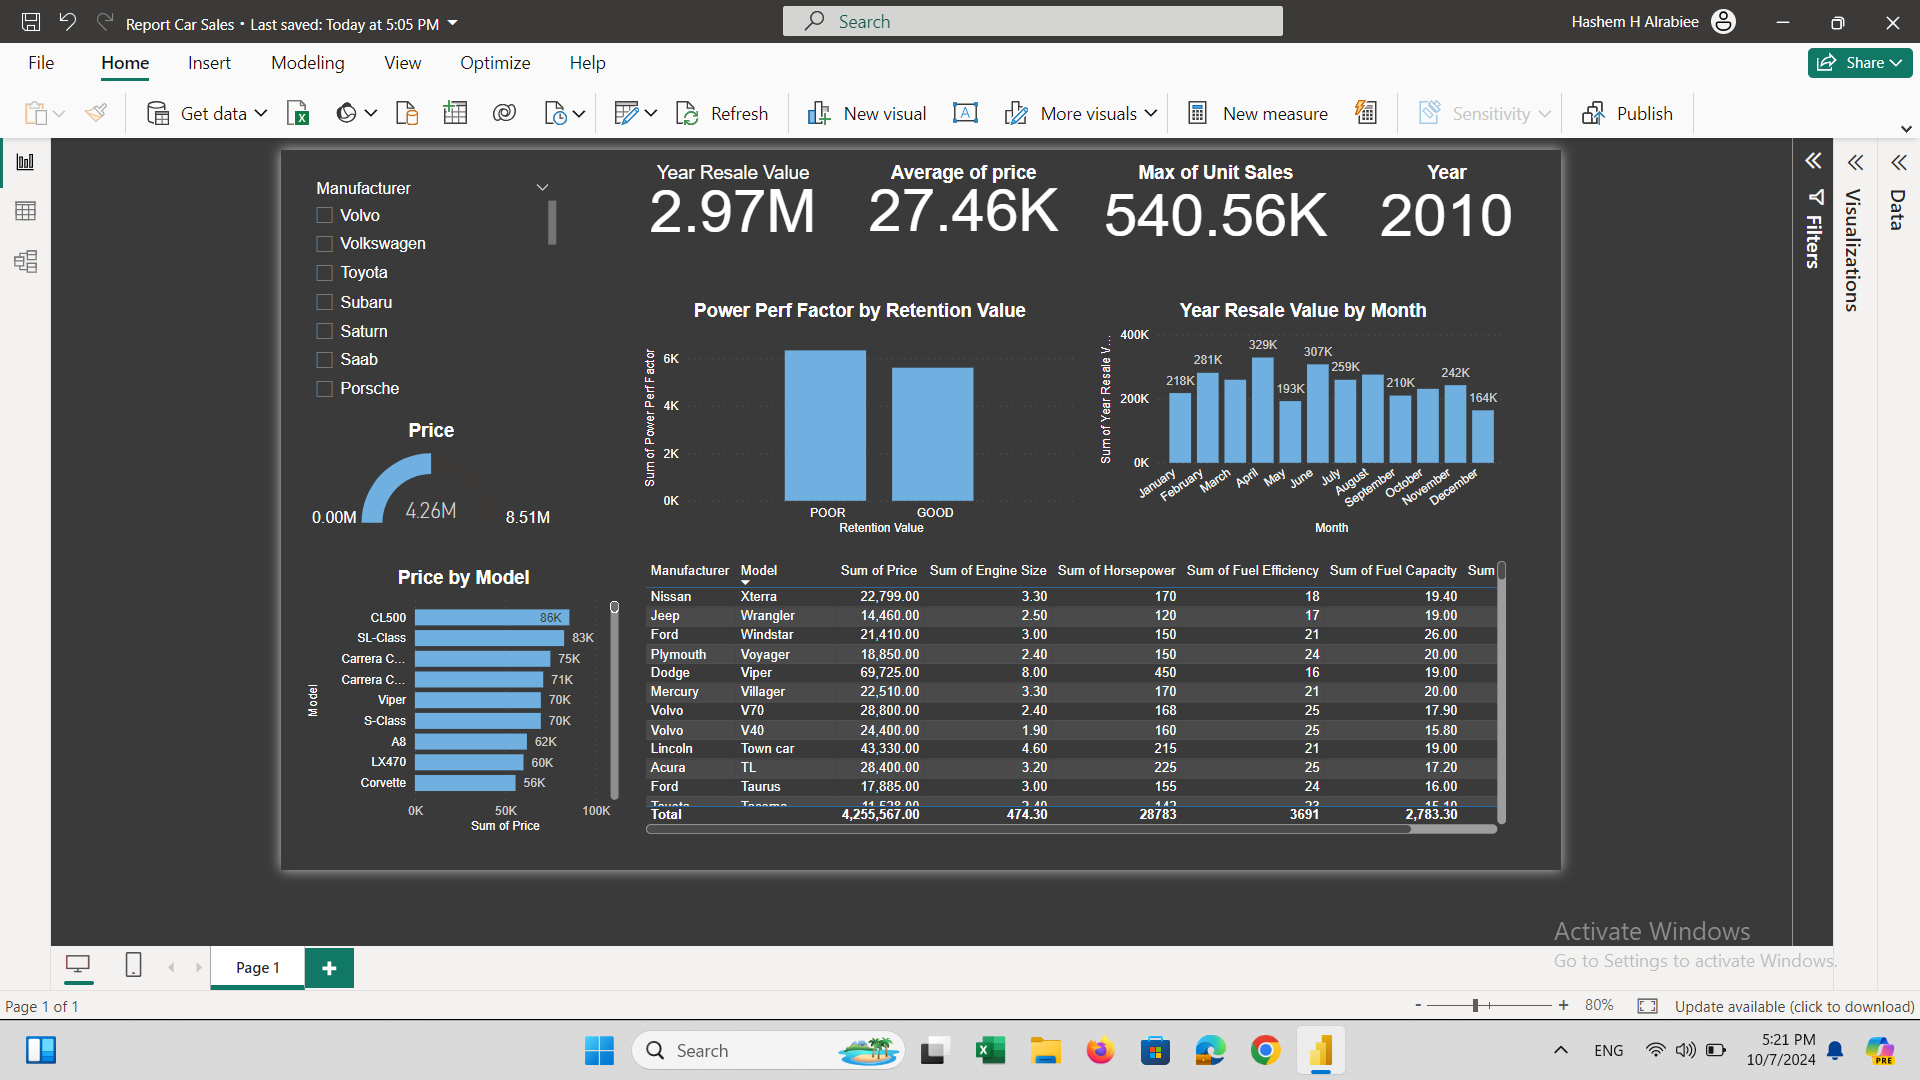 Report Car Sales • Last saved: Today at 5:05 PM
Search
Hashem H Alrabiee
File
Home
Insert
Modeling
View
Optimize
Help
Share
Get data
Refresh
New visual
More visuals
New measure
Sensitivity
Publish
Manufacturer
Volvo
Volkswagen
Toyota
Subaru
Saturn
Saab
Porsche
Year Resale Value
2.97M
Average of price
27.46K
Max of Unit Sales
540.56K
Year
2010
Filters
Visualizations
Data
Price
0.00M
4.26M
8.51M
Power Perf Factor by Retention Value
Sum of Power Perf Factor
6K
4K
2K
0K
POOR
GOOD
Retention Value
Year Resale Value by Month
Sum of Year Resale V...
400K
200K
0K
218K
281K
329K
193K
307K
259K
210K
242K
164K
January
February
March
April
May
June
July
August
September
October
November
December
Month
Price by Model
Model
CL500 86K
SL-Class 83K
Carrera C... 75K
Carrera C... 71K
Viper 70K
S-Class 70K
A8 62K
LX470 60K
Corvette 56K
0K 50K 100K
Sum of Price
Manufacturer Model Sum of Price Sum of Engine Size Sum of Horsepower Sum of Fuel Efficiency Sum of Fuel Capacity Sum
Nissan Xterra 22,799.00 3.30 170 18 19.40
Jeep Wrangler 14,460.00 2.50 120 17 19.00
Ford Windstar 21,410.00 3.00 150 21 26.00
Plymouth Voyager 18,850.00 2.40 150 24 20.00
Dodge Viper 69,725.00 8.00 450 16 19.00
Mercury Villager 22,510.00 3.30 170 21 20.00
Volvo V70 28,800.00 2.40 168 25 17.90
Volvo V40 24,400.00 1.90 160 25 15.80
Lincoln Town car 43,330.00 4.60 215 21 19.00
Acura TL 28,400.00 3.20 225 25 17.20
Ford Taurus 17,885.00 3.00 155 24 16.00
Total 4,255,567.00 474.30 28783 3691 2,783.30
Activate Windows
Go to Settings to activate Windows.
Page 1
Page 1 of 1
- + 80%
Update available (click to download)
Search
ENG
5:21 PM
10/7/2024
PRE